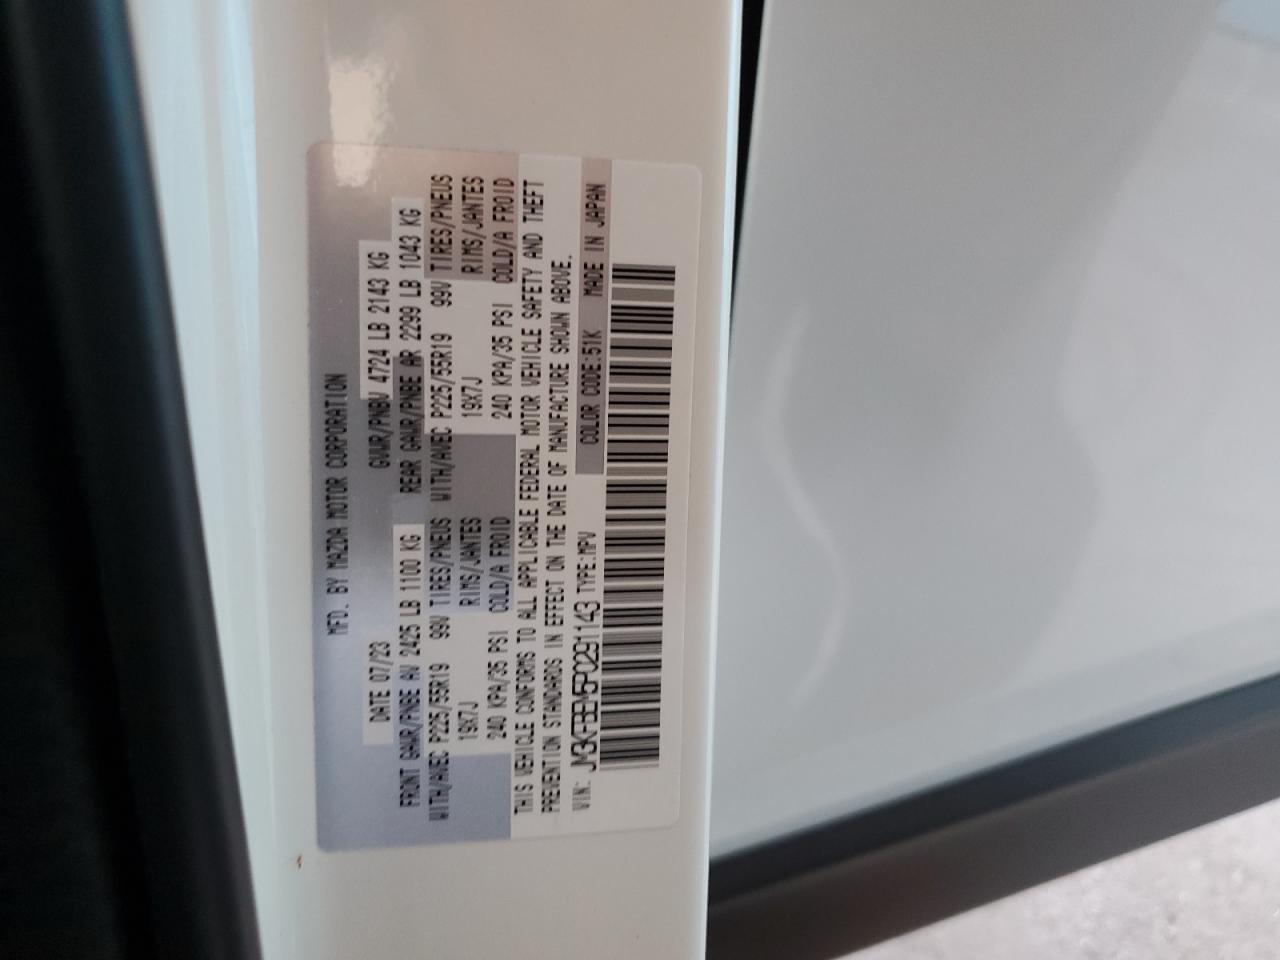 MFD. BY MAZDA MOTOR CORPORATION
DATE 07/23 GVWR/PNBV 4724 LB 2143 KG
FRONT GAWR/PNBE AV 2425 LB 1100 KG REAR GAWR/PNBE AR 2299 LB 1043 KG
WITH/AVEC P225/55R19 99V TIRES/PNEUS WITH/AVEC P225/55R19 99V TIRES/PNEUS
19X7J RIMS/JANTES 19X7J RIMS/JANTES
240 KPA/35 PSI COLD/A FROID 240 KPA/35 PSI COLD/A FROID
THIS VEHICLE CONFORMS TO ALL APPLICABLE FEDERAL MOTOR VEHICLE SAFETY AND THEFT
PREVENTION STANDARDS IN EFFECT ON THE DATE OF MANUFACTURE SHOWN ABOVE.
VIN: JM3KFBEM5P0291143 TYPE:MPV COLOR CODE:51K MADE IN JAPAN